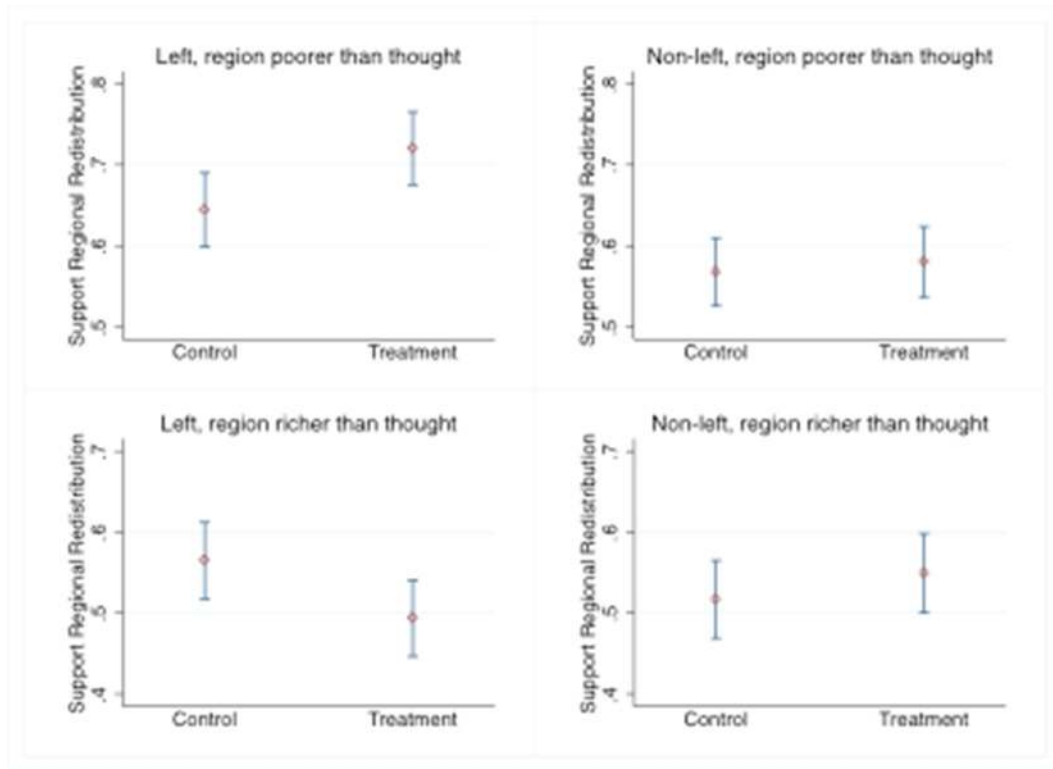 Left, region poorer than thought
Support Regional Redistribution
.8
.7
.6
.5
Control Treatment
Non-left, region poorer than thought
Support Regional Redistribution
.8
.7
.6
.5
Control Treatment
Left, region richer than thought
Support Regional Redistribution
.7
.6
.5
.4
Control Treatment
Non-left, region richer than thought
Support Regional Redistribution
.7
.6
.5
.4
Control Treatment